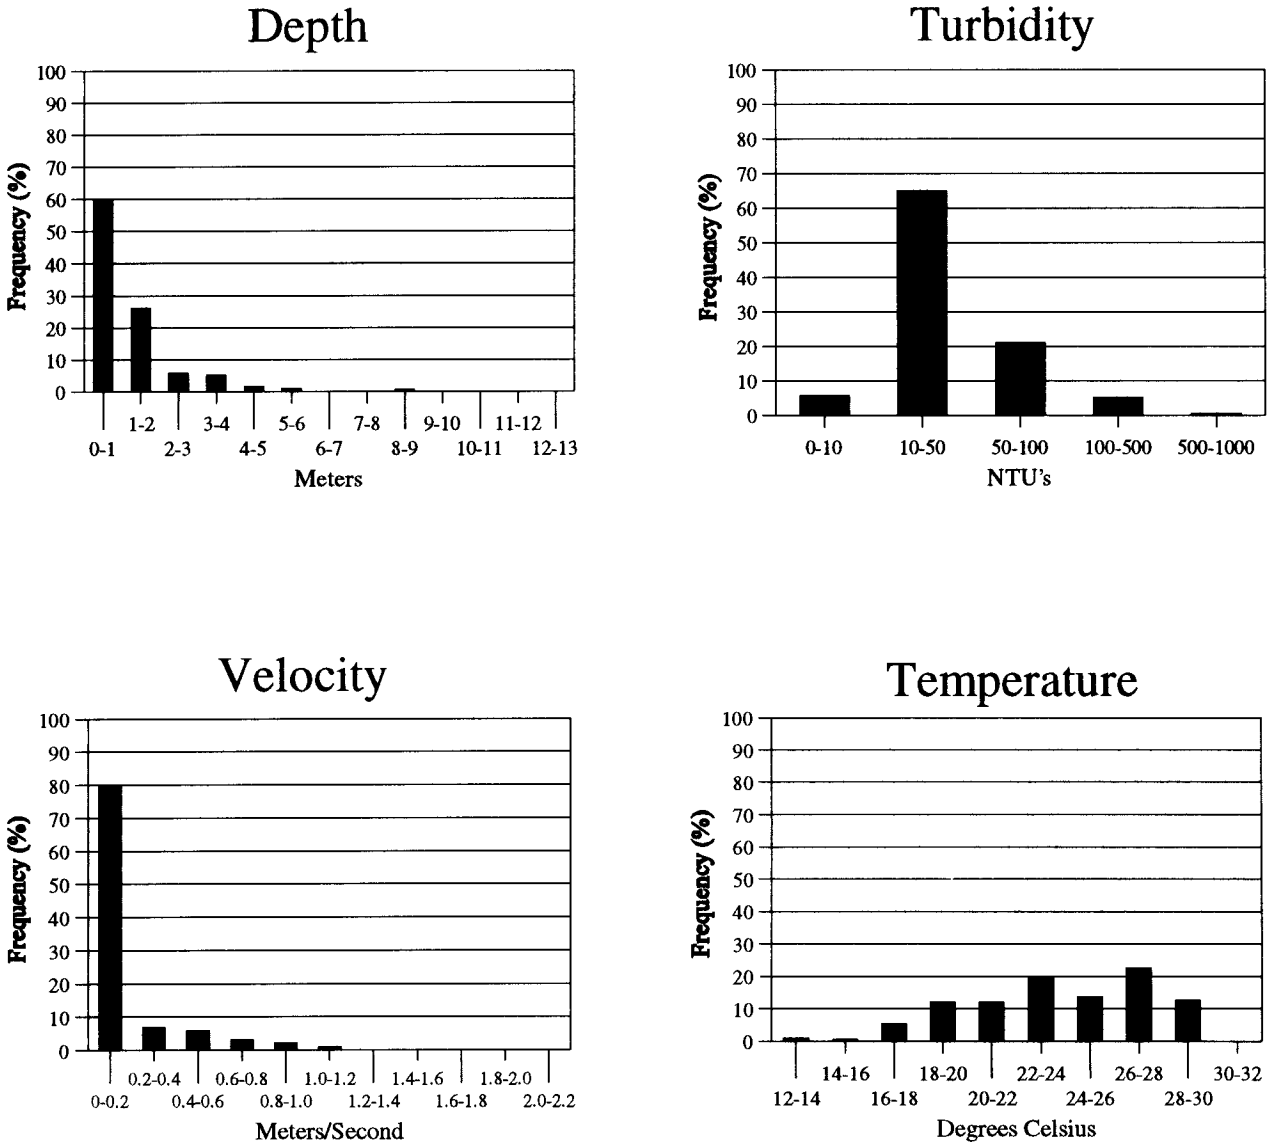 Depth
100
90
80
70
60
50
40
30
20
10
0
Frequency (%)
1-2 3-4 5-6 7-8 9-10 11-12
0-1 2-3 4-5 6-7 8-9 10-11 12-13
Meters
Turbidity
100
90
80
70
60
50
40
30
20
10
0
Frequency (%)
0-10 10-50 50-100 100-500 500-1000
NTU's
Velocity
100
90
80
70
60
50
40
30
20
10
0
Frequency (%)
0.2-0.4 0.6-0.8 1.0-1.2 1.4-1.6 1.8-2.0
0-0.2 0.4-0.6 0.8-1.0 1.2-1.4 1.6-1.8 2.0-2.2
Meters/Second
Temperature
100
90
80
70
60
50
40
30
20
10
0
Frequency (%)
14-16 18-20 22-24 26-28 30-32
12-14 16-18 20-22 24-26 28-30
Degrees Celsius